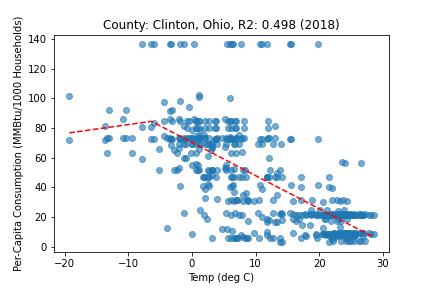 County: Clinton, Ohio, R2: 0.498 (2018)
Per-Capita Consumption (MMBtu/1000 Households)
140
120
100
80
60
40
20
0
−20 −10 0 10 20 30
Temp (deg C)